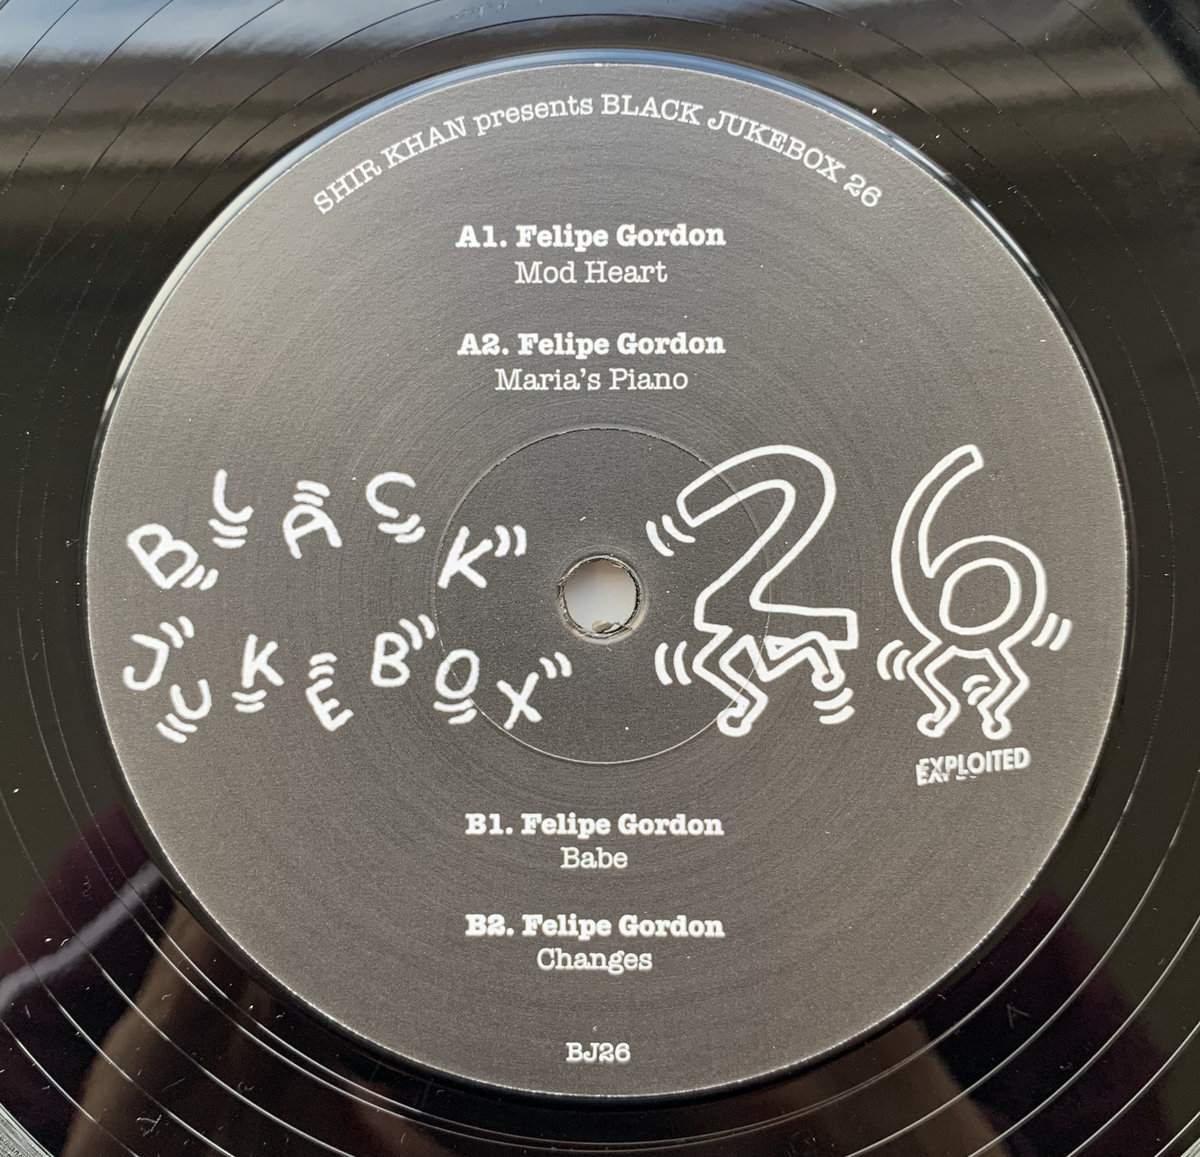 SHIR KHAN presents BLACK JUKEBOX 26
A1. Felipe Gordon
Mod Heart
A2. Felipe Gordon
Maria's Piano
BLACK
JUKEBOX
26
EXPLOITED
B1. Felipe Gordon
Babe
B2. Felipe Gordon
Changes
BJ26